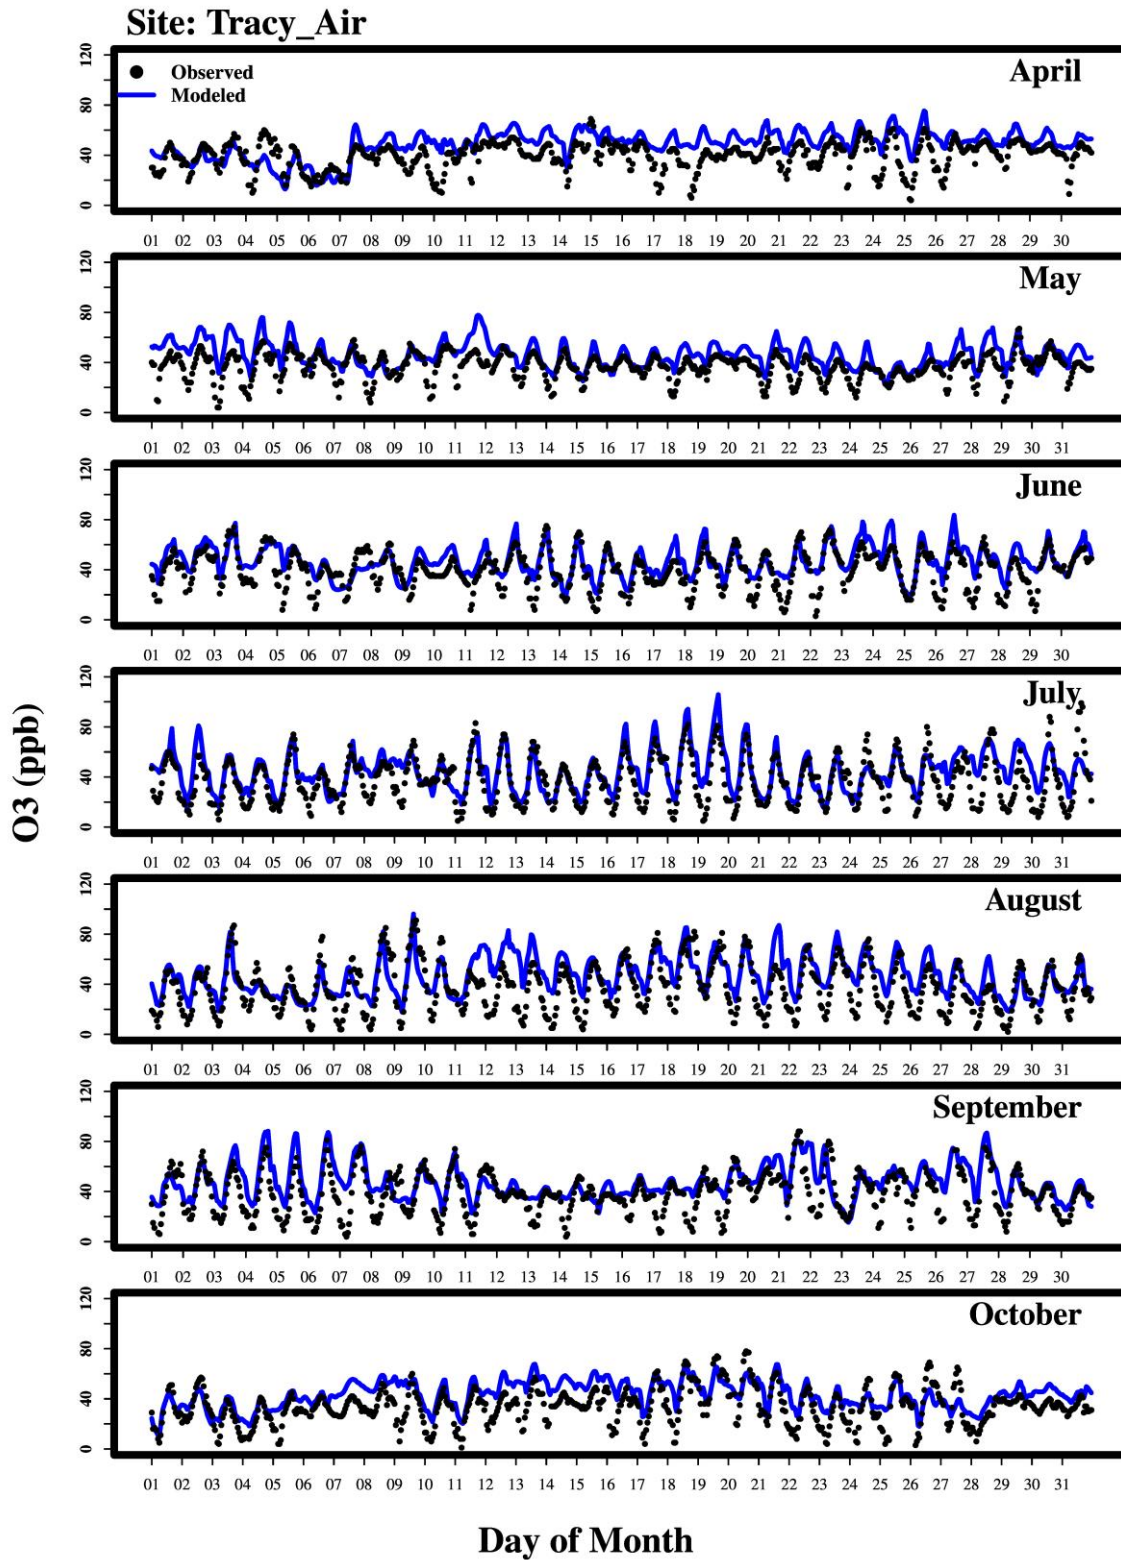 Site: Tracy_Air
Observed
Modeled
April
0 40 80 120
01 02 03 04 05 06 07 08 09 10 11 12 13 14 15 16 17 18 19 20 21 22 23 24 25 26 27 28 29 30
May
0 40 80 120
01 02 03 04 05 06 07 08 09 10 11 12 13 14 15 16 17 18 19 20 21 22 23 24 25 26 27 28 29 30 31
June
0 40 80 120
01 02 03 04 05 06 07 08 09 10 11 12 13 14 15 16 17 18 19 20 21 22 23 24 25 26 27 28 29 30
July
0 40 80 120
01 02 03 04 05 06 07 08 09 10 11 12 13 14 15 16 17 18 19 20 21 22 23 24 25 26 27 28 29 30 31
O3 (ppb)
August
0 40 80 120
01 02 03 04 05 06 07 08 09 10 11 12 13 14 15 16 17 18 19 20 21 22 23 24 25 26 27 28 29 30 31
September
0 40 80 120
01 02 03 04 05 06 07 08 09 10 11 12 13 14 15 16 17 18 19 20 21 22 23 24 25 26 27 28 29 30
October
0 40 80 120
01 02 03 04 05 06 07 08 09 10 11 12 13 14 15 16 17 18 19 20 21 22 23 24 25 26 27 28 29 30 31
Day of Month